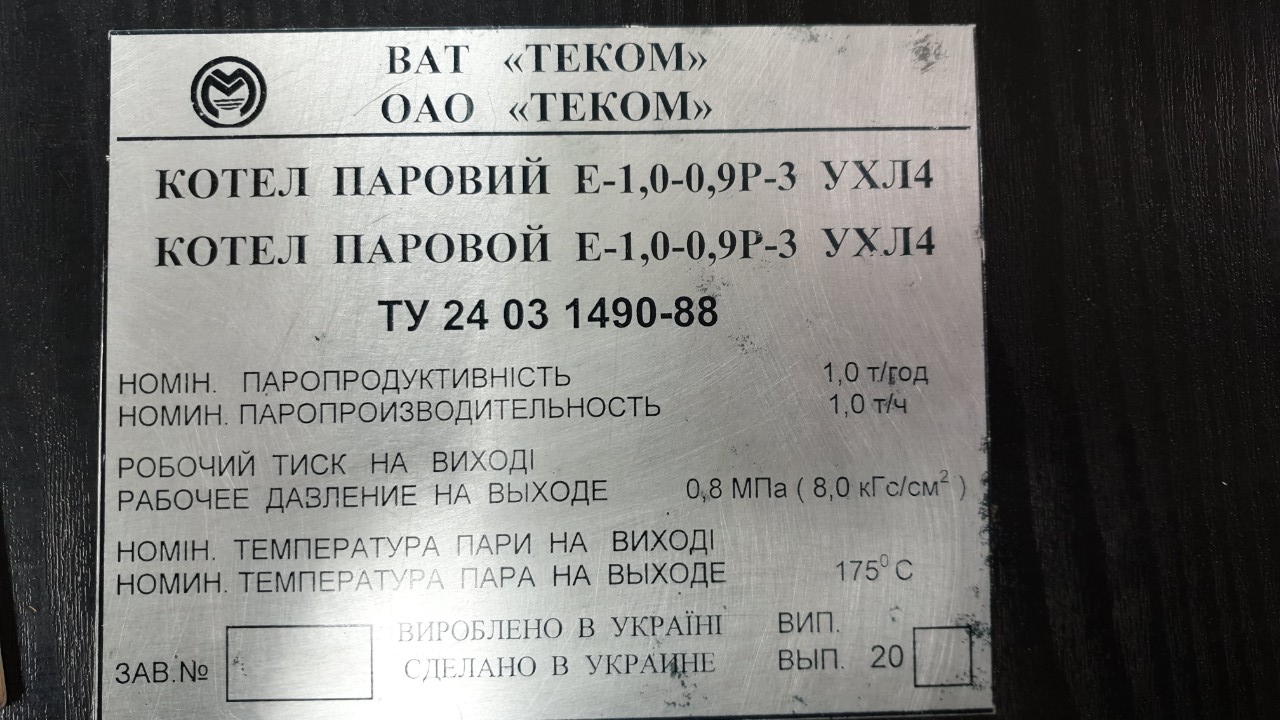 ВАТ «ТЕКОМ»
ОАО «ТЕКОМ»
КОТЕЛ ПАРОВИЙ Е-1,0-0,9Р-3 УХЛ4
КОТЕЛ ПАРОВОЙ Е-1,0-0,9Р-3 УХЛ4
ТУ 24 03 1490-88
НОМІН. ПАРОПРОДУКТИВНІСТЬ 1,0 т/год
НОМИН. ПАРОПРОИЗВОДИТЕЛЬНОСТЬ 1,0 т/ч
РОБОЧИЙ ТИСК НА ВИХОДІ
РАБОЧЕЕ ДАВЛЕНИЕ НА ВЫХОДЕ 0,8 МПа ( 8,0 кГс/см² )
НОМІН. ТЕМПЕРАТУРА ПАРИ НА ВИХОДІ
НОМИН. ТЕМПЕРАТУРА ПАРА НА ВЫХОДЕ 175⁰ С
ВИРОБЛЕНО В УКРАЇНІ ВИП.
ЗАВ.№ СДЕЛАНО В УКРАИНЕ ВЫП. 20